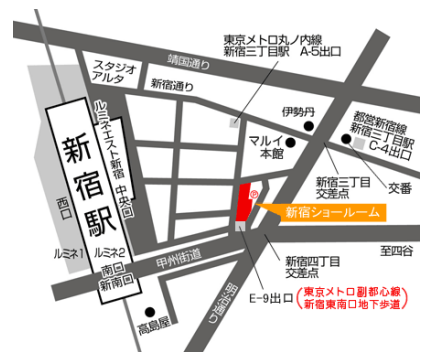 東京メトロ丸ノ内線
新宿三丁目駅 A-5出口
靖国通り
スタジオ
アルタ
新宿通り
伊勢丹
都営新宿線
新宿三丁目駅
C-4出口
マルイ
本館
ルミネエスト新宿
中央口
新宿駅
西口
新宿三丁目
交差点
交番
P
新宿ショールーム
ルミネ1
ルミネ2
南口
新南口
甲州街道
新宿四丁目
交差点
至四谷
明治通り
E-9出口
(東京メトロ副都心線
新宿東南口地下歩道)
高島屋